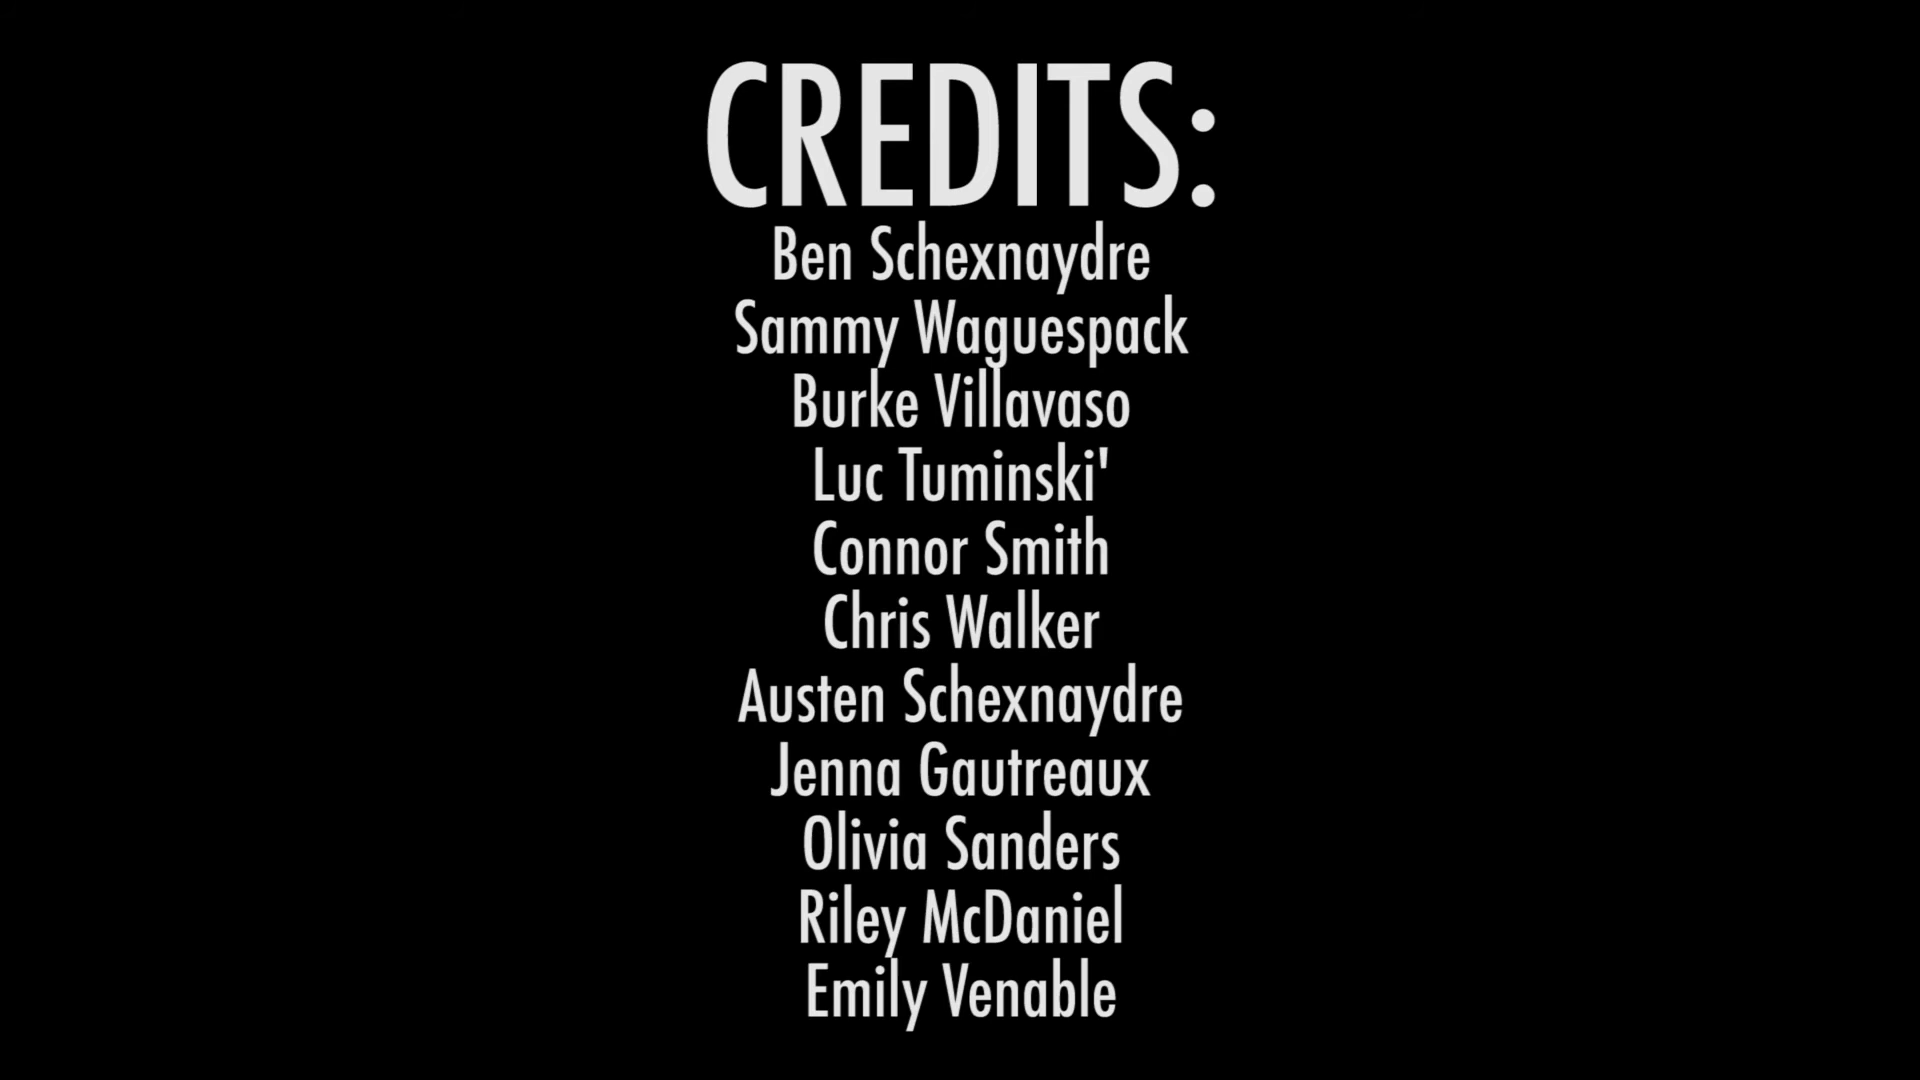 CREDITS:
Ben Schexnaydre
Sammy Waguespack
Burke Villavaso
Luc Tuminski'
Connor Smith
Chris Walker
Austen Schexnaydre
Jenna Gautreaux
Olivia Sanders
Riley McDaniel
Emily Venable